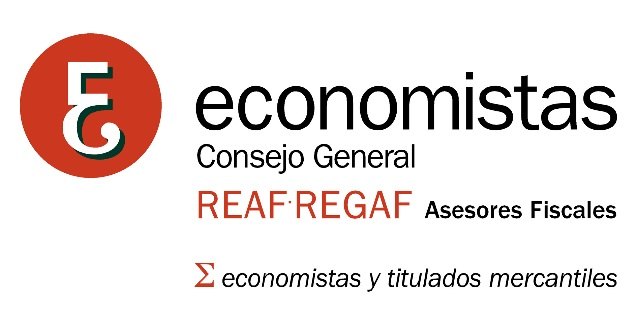 economistas
Consejo General
REAF·REGAF Asesores Fiscales
Σ economistas y titulados mercantiles